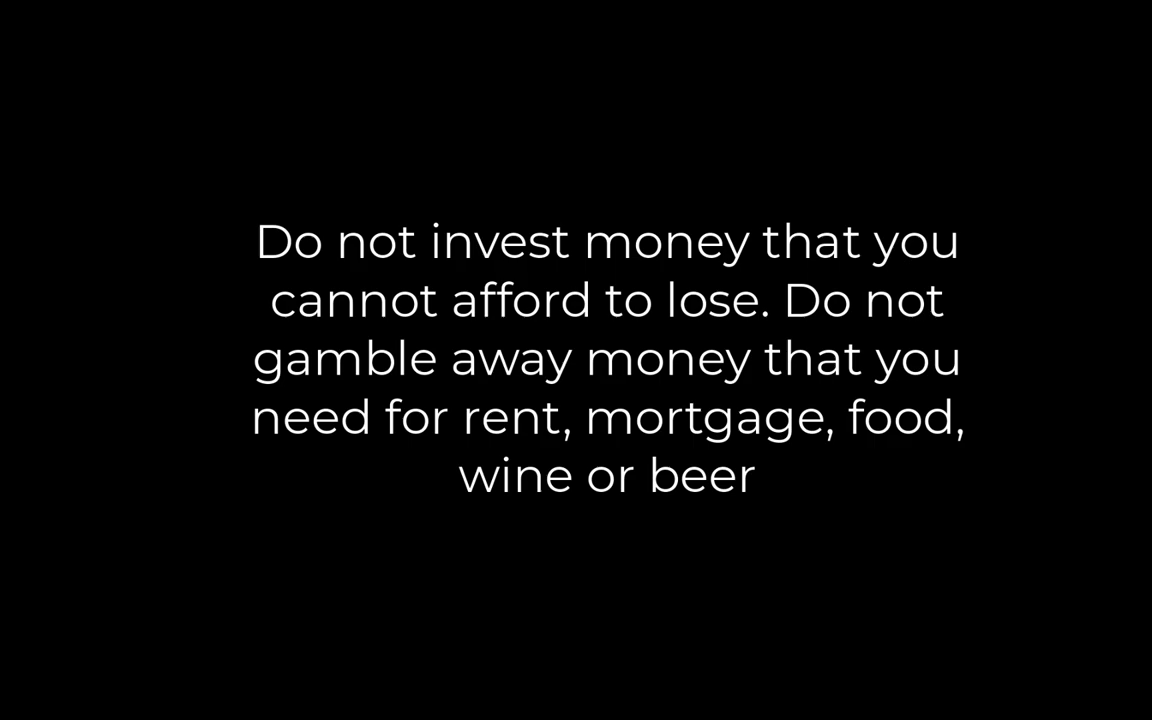 Do not invest money that you
cannot afford to lose. Do not
gamble away money that you
need for rent, mortgage, food,
wine or beer